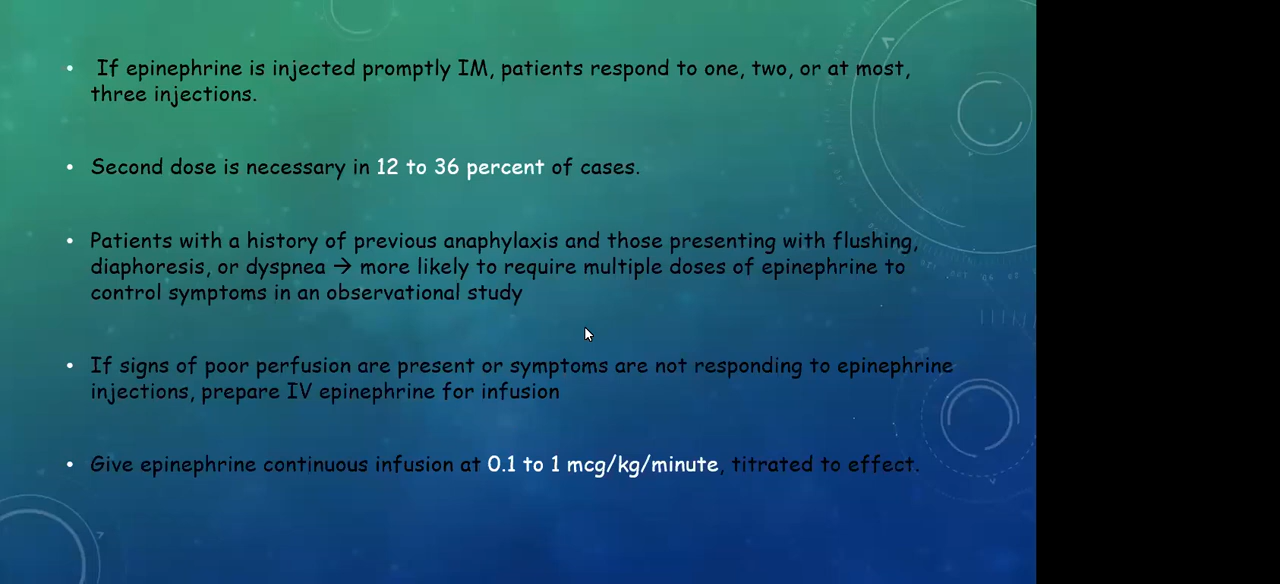 • If epinephrine is injected promptly IM, patients respond to one, two, or at most,
three injections.
• Second dose is necessary in 12 to 36 percent of cases.
• Patients with a history of previous anaphylaxis and those presenting with flushing,
diaphoresis, or dyspnea → more likely to require multiple doses of epinephrine to
control symptoms in an observational study
• If signs of poor perfusion are present or symptoms are not responding to epinephrine
injections, prepare IV epinephrine for infusion
• Give epinephrine continuous infusion at 0.1 to 1 mcg/kg/minute, titrated to effect.